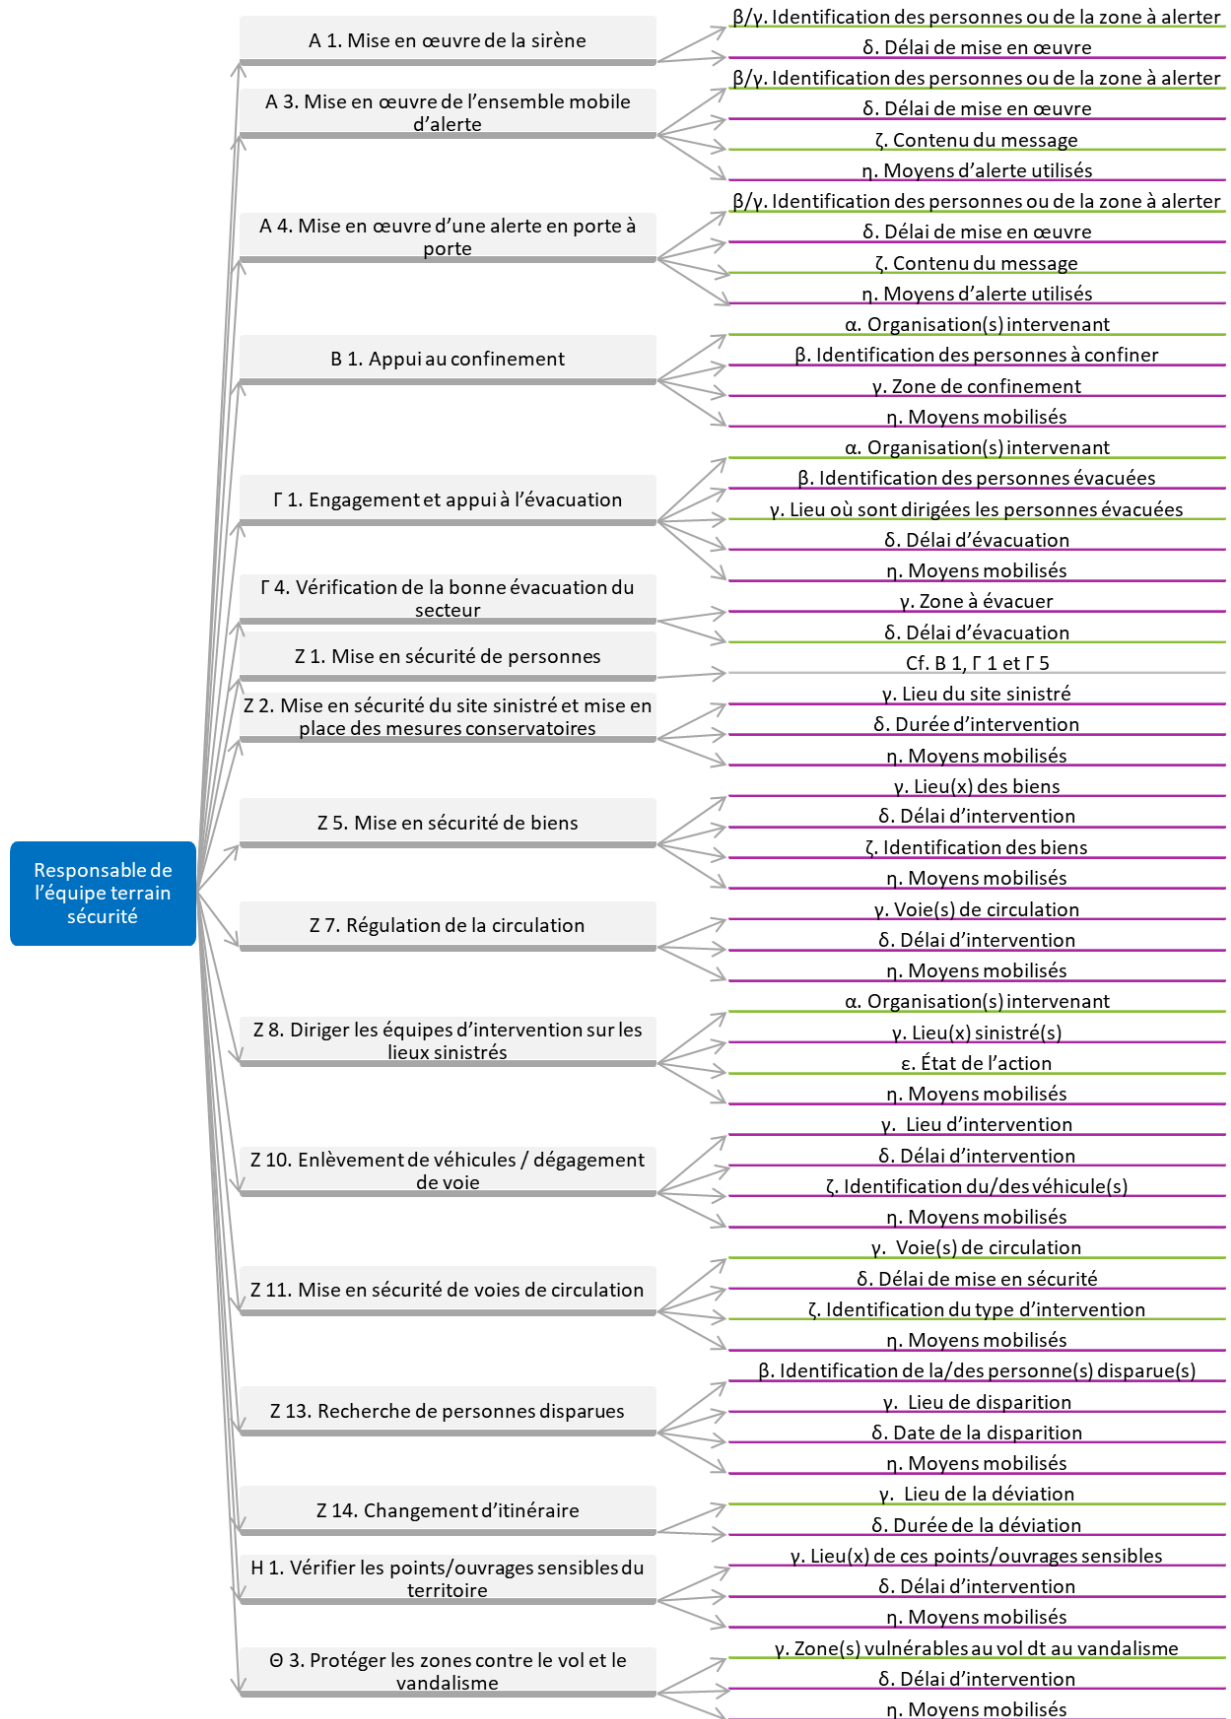 A 1. Mise en œuvre de la sirène
β/γ. Identification des personnes ou de la zone à alerter
δ. Délai de mise en œuvre
A 3. Mise en œuvre de l'ensemble mobile
d'alerte
β/γ. Identification des personnes ou de la zone à alerter
δ. Délai de mise en œuvre
ζ. Contenu du message
η. Moyens d'alerte utilisés
A 4. Mise en œuvre d'une alerte en porte à
porte
β/γ. Identification des personnes ou de la zone à alerter
δ. Délai de mise en œuvre
ζ. Contenu du message
η. Moyens d'alerte utilisés
B 1. Appui au confinement
α. Organisation(s) intervenant
β. Identification des personnes à confiner
γ. Zone de confinement
η. Moyens mobilisés
Γ 1. Engagement et appui à l'évacuation
α. Organisation(s) intervenant
β. Identification des personnes évacuées
γ. Lieu où sont dirigées les personnes évacuées
δ. Délai d'évacuation
η. Moyens mobilisés
Γ 4. Vérification de la bonne évacuation du
secteur
γ. Zone à évacuer
δ. Délai d'évacuation
Z 1. Mise en sécurité de personnes
Cf. B 1, Γ 1 et Γ 5
Z 2. Mise en sécurité du site sinistré et mise en
place des mesures conservatoires
γ. Lieu du site sinistré
δ. Durée d'intervention
η. Moyens mobilisés
Z 5. Mise en sécurité de biens
γ. Lieu(x) des biens
δ. Délai d'intervention
ζ. Identification des biens
η. Moyens mobilisés
Responsable de
l'équipe terrain
sécurité
Z 7. Régulation de la circulation
γ. Voie(s) de circulation
δ. Délai d'intervention
η. Moyens mobilisés
Z 8. Diriger les équipes d'intervention sur les
lieux sinistrés
α. Organisation(s) intervenant
γ. Lieu(x) sinistré(s)
ε. État de l'action
η. Moyens mobilisés
Z 10. Enlèvement de véhicules / dégagement
de voie
γ. Lieu d'intervention
δ. Délai d'intervention
ζ. Identification du/des véhicule(s)
η. Moyens mobilisés
Z 11. Mise en sécurité de voies de circulation
γ. Voie(s) de circulation
δ. Délai de mise en sécurité
ζ. Identification du type d'intervention
η. Moyens mobilisés
Z 13. Recherche de personnes disparues
β. Identification de la/des personne(s) disparue(s)
γ. Lieu de disparition
δ. Date de la disparition
η. Moyens mobilisés
Z 14. Changement d'itinéraire
γ. Lieu de la déviation
δ. Durée de la déviation
H 1. Vérifier les points/ouvrages sensibles du
territoire
γ. Lieu(x) de ces points/ouvrages sensibles
δ. Délai d'intervention
η. Moyens mobilisés
Θ 3. Protéger les zones contre le vol et le
vandalisme
γ. Zone(s) vulnérables au vol dt au vandalisme
δ. Délai d'intervention
η. Moyens mobilisés